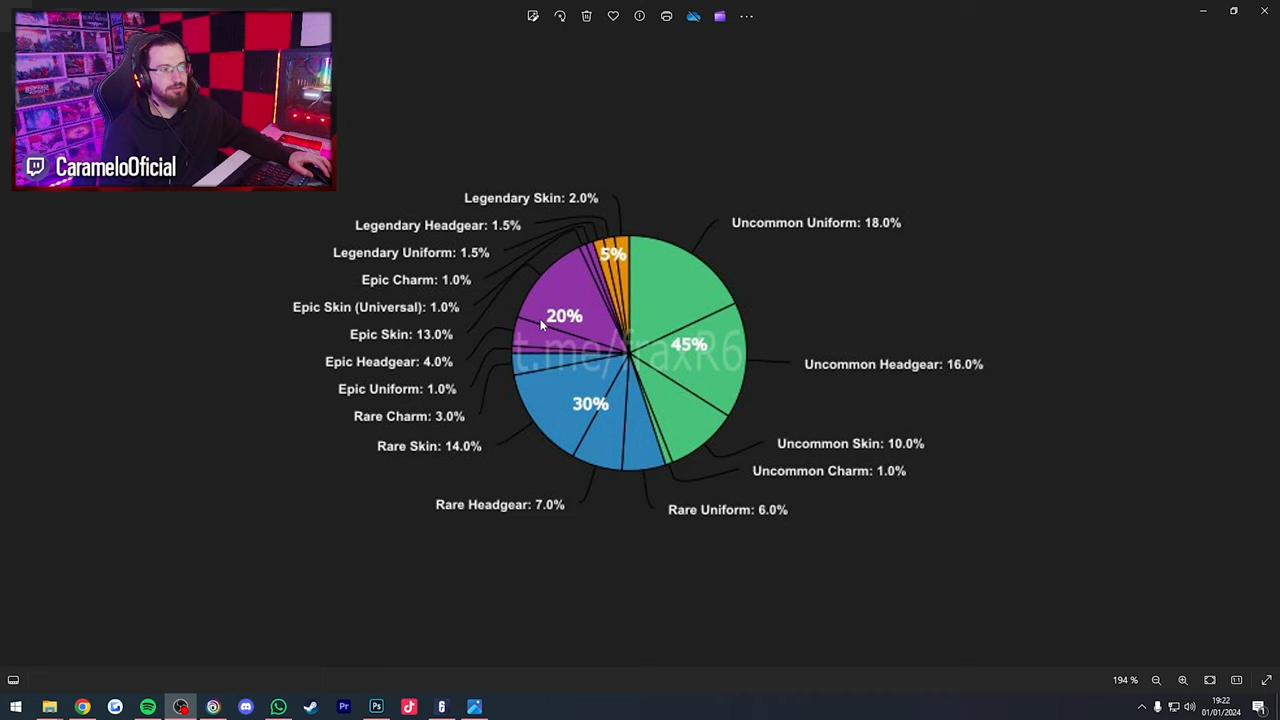 CarameloOficial
Legendary Skin: 2.0%
Legendary Headgear: 1.5%
Legendary Uniform: 1.5%
Epic Charm: 1.0%
Epic Skin (Universal): 1.0%
Epic Skin: 13.0%
Epic Headgear: 4.0%
Epic Uniform: 1.0%
Rare Charm: 3.0%
Rare Skin: 14.0%
Rare Headgear: 7.0%
Rare Uniform: 6.0%
Uncommon Charm: 1.0%
Uncommon Skin: 10.0%
Uncommon Headgear: 16.0%
Uncommon Uniform: 18.0%
5%
20%
45%
30%
t.me/fraxR6
194 %
19:22
01/01/2024